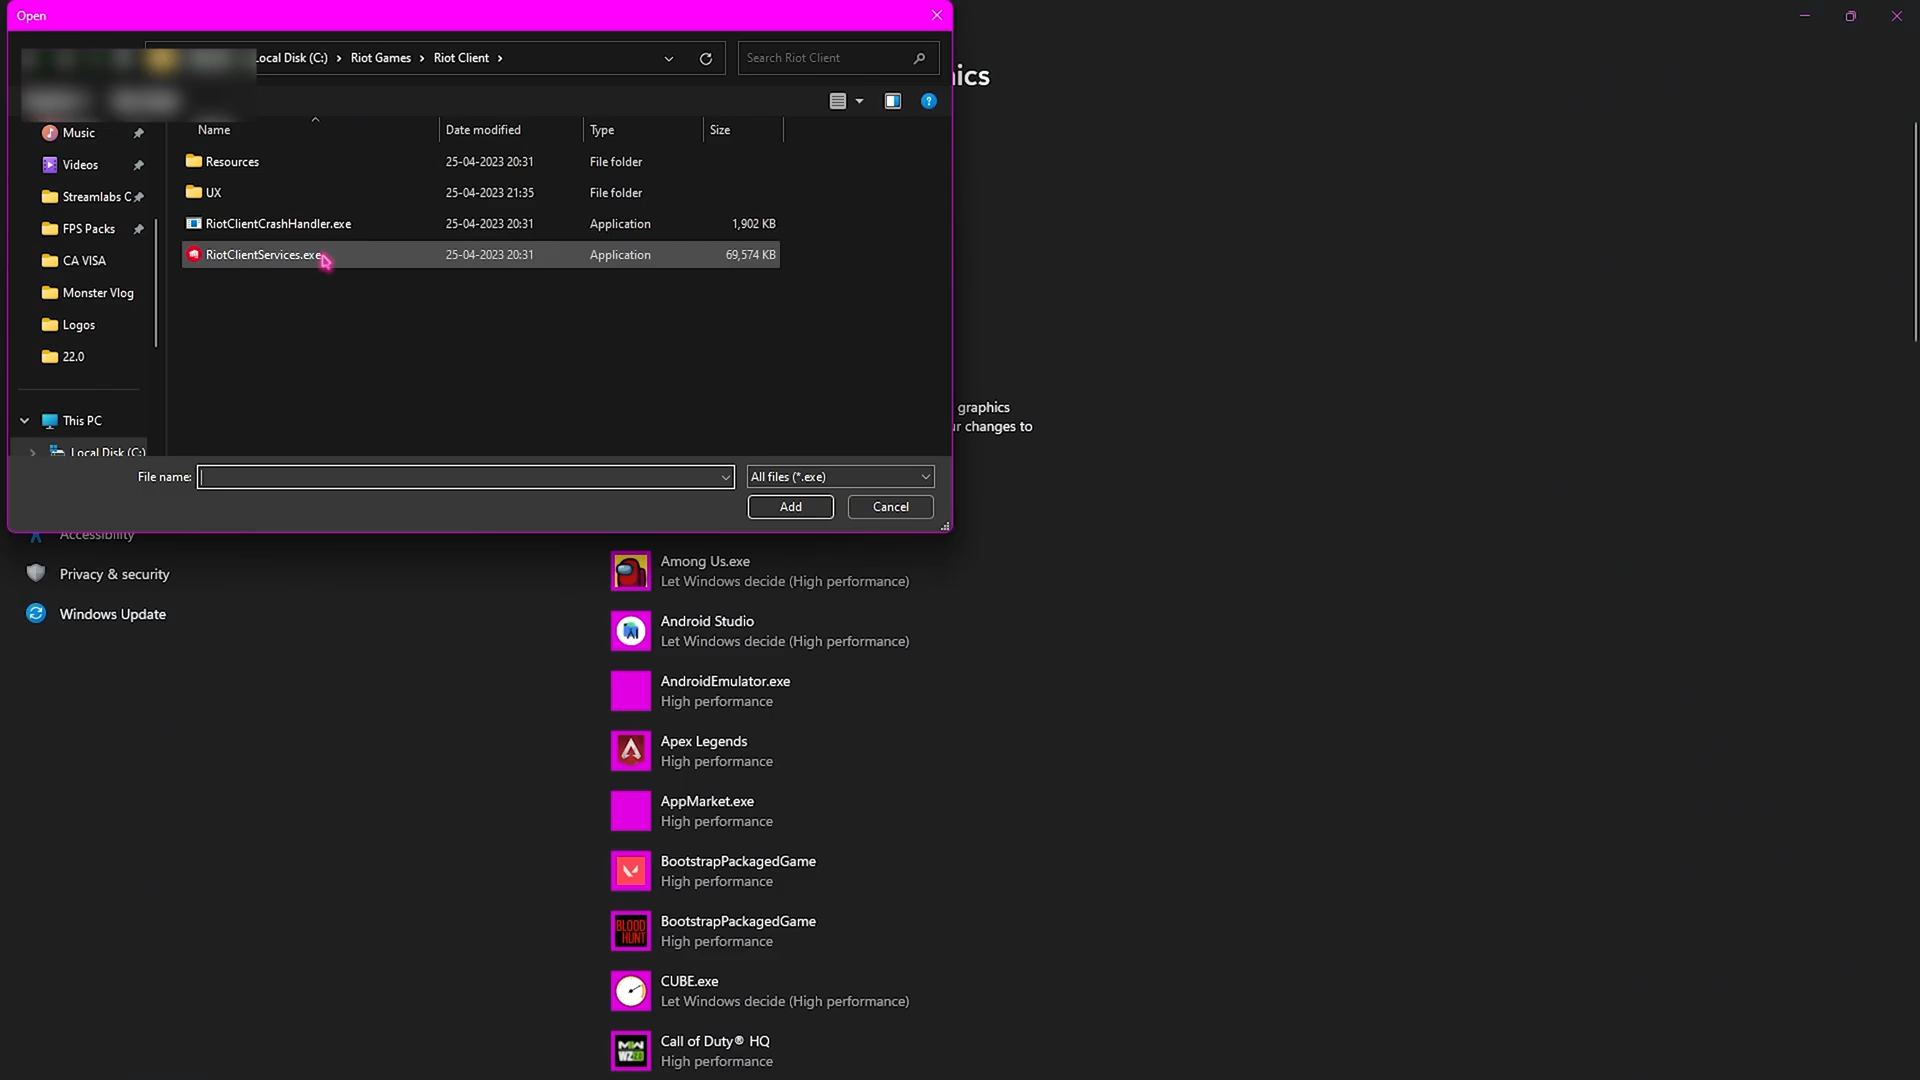 Open
Local Disk (C:) > Riot Games > Riot Client >
Search Riot Client
ics
Name
Date modified
Type
Size
Music
Resources
25-04-2023 20:31
File folder
Videos
UX
25-04-2023 21:35
File folder
Streamlabs C
RiotClientCrashHandler.exe
25-04-2023 20:31
Application
1,902 KB
FPS Packs
RiotClientServices.exe
25-04-2023 20:31
Application
69,574 KB
CA VISA
Monster Vlog
Logos
22.0
This PC
Local Disk (C:)
graphics
ur changes to
File name:
All files (*.exe)
Add
Cancel
Accessibility
Privacy & security
Windows Update
Among Us.exe
Let Windows decide (High performance)
Android Studio
Let Windows decide (High performance)
AndroidEmulator.exe
High performance
Apex Legends
High performance
AppMarket.exe
High performance
BootstrapPackagedGame
High performance
BLOOD
HUNT
BootstrapPackagedGame
High performance
CUBE.exe
Let Windows decide (High performance)
Call of Duty® HQ
High performance